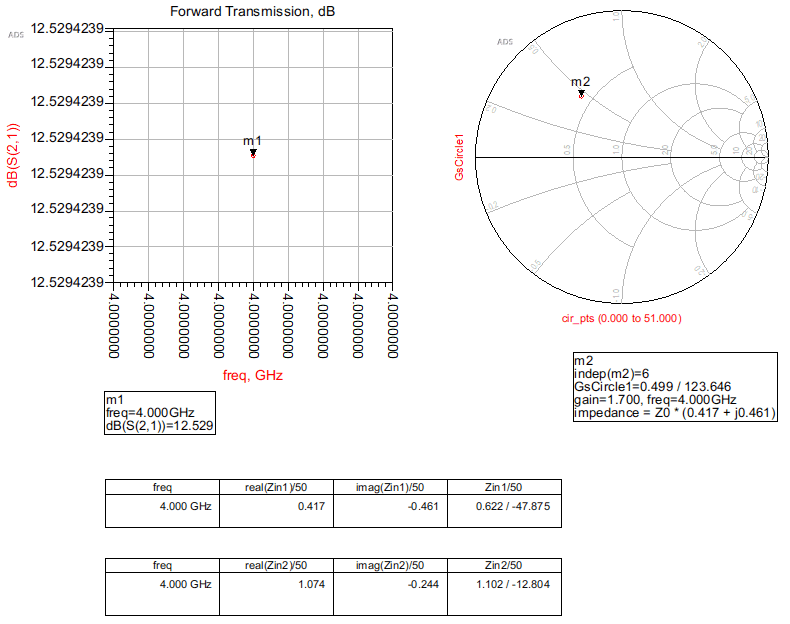 Forward Transmission, dB
ADS
dB(S(2,1))
12.5294239
12.5294239
12.5294239
12.5294239
12.5294239
12.5294239
12.5294239
12.5294239
m1
4.0000000
4.0000000
4.0000000
4.0000000
4.0000000
4.0000000
4.0000000
4.0000000
4.0000000
freq, GHz
m1
freq=4.000GHz
dB(S(2,1))=12.529
ADS
GsCircle1
m2
0.5
1.0
2.0
5.0
10
20
cir_pts (0.000 to 51.000)
m2
indep(m2)=6
GsCircle1=0.499 / 123.646
gain=1.700, freq=4.000GHz
impedance = Z0 * (0.417 + j0.461)
freq real(Zin1)/50 imag(Zin1)/50 Zin1/50
4.000 GHz 0.417 -0.461 0.622 / -47.875
freq real(Zin2)/50 imag(Zin2)/50 Zin2/50
4.000 GHz 1.074 -0.244 1.102 / -12.804